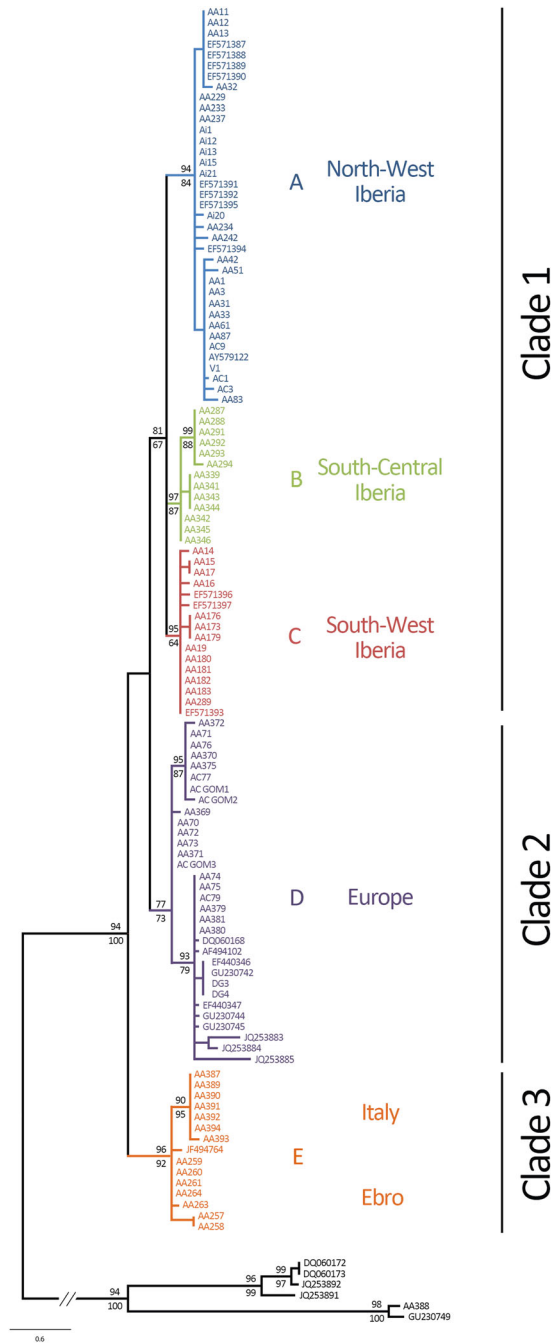 AA11
AA12
AA13
EF571387
EF571388
EF571389
EF571390
AA32
AA229
AA233
AA237
Ai1
Ai12
Ai13
Ai15
Ai21
EF571391
EF571392
EF571395
Ai20
AA234
AA242
EF571394
AA42
AA51
AA1
AA3
AA31
AA33
AA61
AA87
AC9
AY579122
V1
AC1
AC3
AA83
94
84
A
North-West
Iberia
Clade 1
81
67
AA287
AA288
AA291
AA292
AA293
AA294
AA339
AA341
AA343
AA344
AA342
AA345
AA346
99
88
97
87
B
South-Central
Iberia
AA14
AA15
AA17
AA16
EF571396
EF571397
AA176
AA173
AA179
AA19
AA180
AA181
AA182
AA183
AA289
EF571393
95
64
C
South-West
Iberia
AA372
AA71
AA76
AA370
AA375
AC77
AC GOM1
AC GOM2
AA369
AA70
AA72
AA73
AA371
AC GOM3
AA74
AA75
AC79
AA379
AA381
AA380
DQ060168
AF494102
EF440346
GU230742
DG3
DG4
EF440347
GU230744
GU230745
JQ253883
JQ253884
JQ253885
95
87
77
73
93
79
D
Europe
Clade 2
94
100
AA387
AA389
AA390
AA391
AA392
AA394
AA393
JF494764
AA259
AA260
AA261
AA264
AA263
AA257
AA258
90
95
96
92
E
Italy
Ebro
Clade 3
DQ060172
DQ060173
JQ253892
JQ253891
AA388
GU230749
99
97
96
99
94
100
98
100
0.6